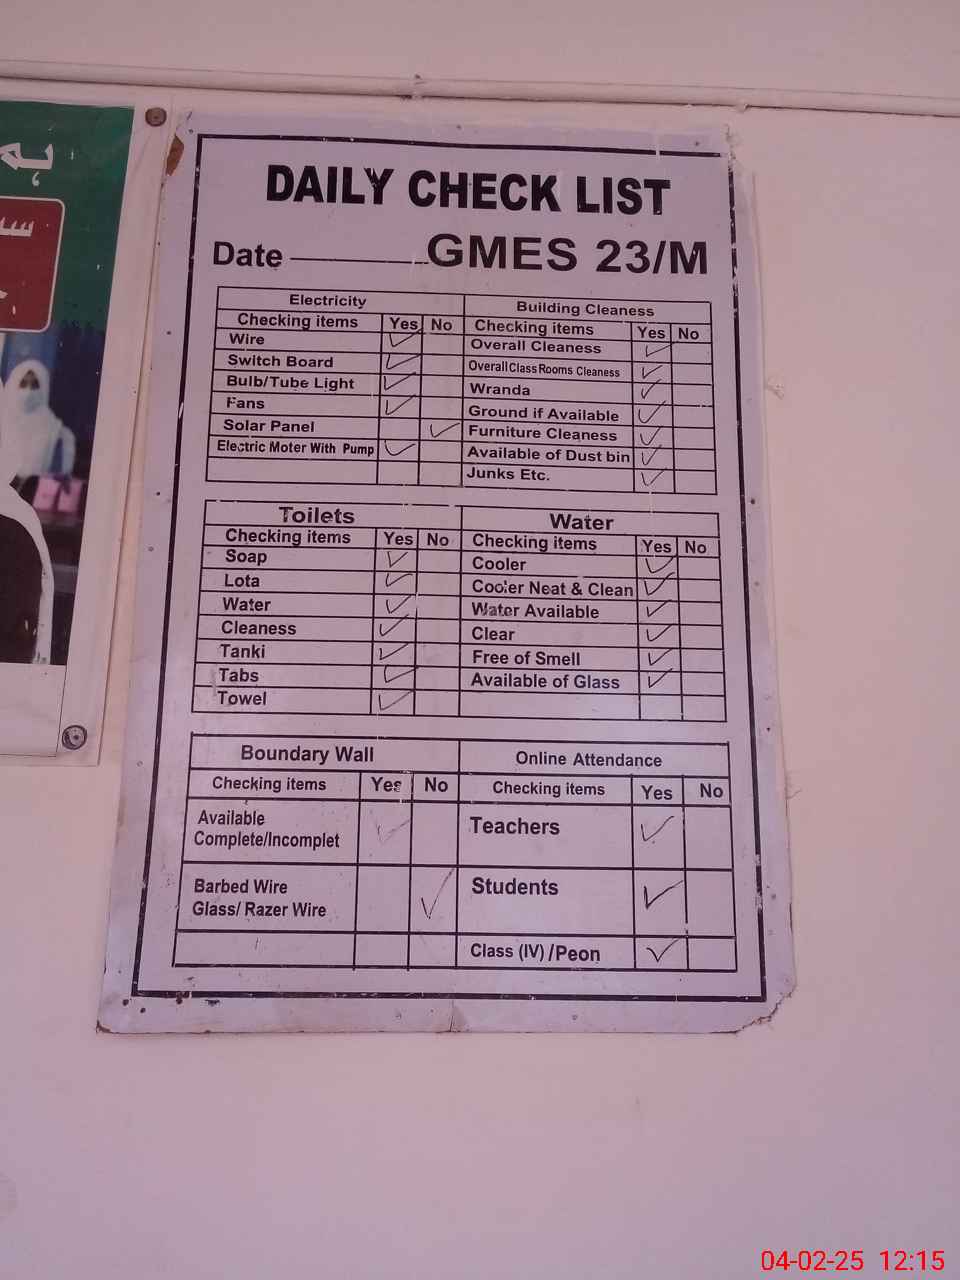 DAILY CHECK LIST
Date GMES 23/M
Electricity
Checking items Yes No
Wire ✓
Switch Board ✓
Bulb/Tube Light ✓
Fans ✓
Solar Panel ✓
Electric Moter With Pump ✓
Building Cleaness
Checking items Yes No
Overall Cleaness ✓
Overall Class Rooms Cleaness ✓
Wranda ✓
Ground if Available ✓
Furniture Cleaness ✓
Available of Dust bin ✓
Junks Etc. ✓
Toilets
Checking items Yes No
Soap ✓
Lota ✓
Water ✓
Cleaness ✓
Tanki ✓
Tabs ✓
Towel ✓
Water
Checking items Yes No
Cooler ✓
Cooler Neat & Clean ✓
Water Available ✓
Clear ✓
Free of Smell ✓
Available of Glass ✓
Boundary Wall
Checking items Yes No
Available
Complete/Incomplet ✓
Barbed Wire
Glass/ Razer Wire ✓
Online Attendance
Checking items Yes No
Teachers ✓
Students ✓
Class (IV) /Peon ✓
04-02-25 12:15